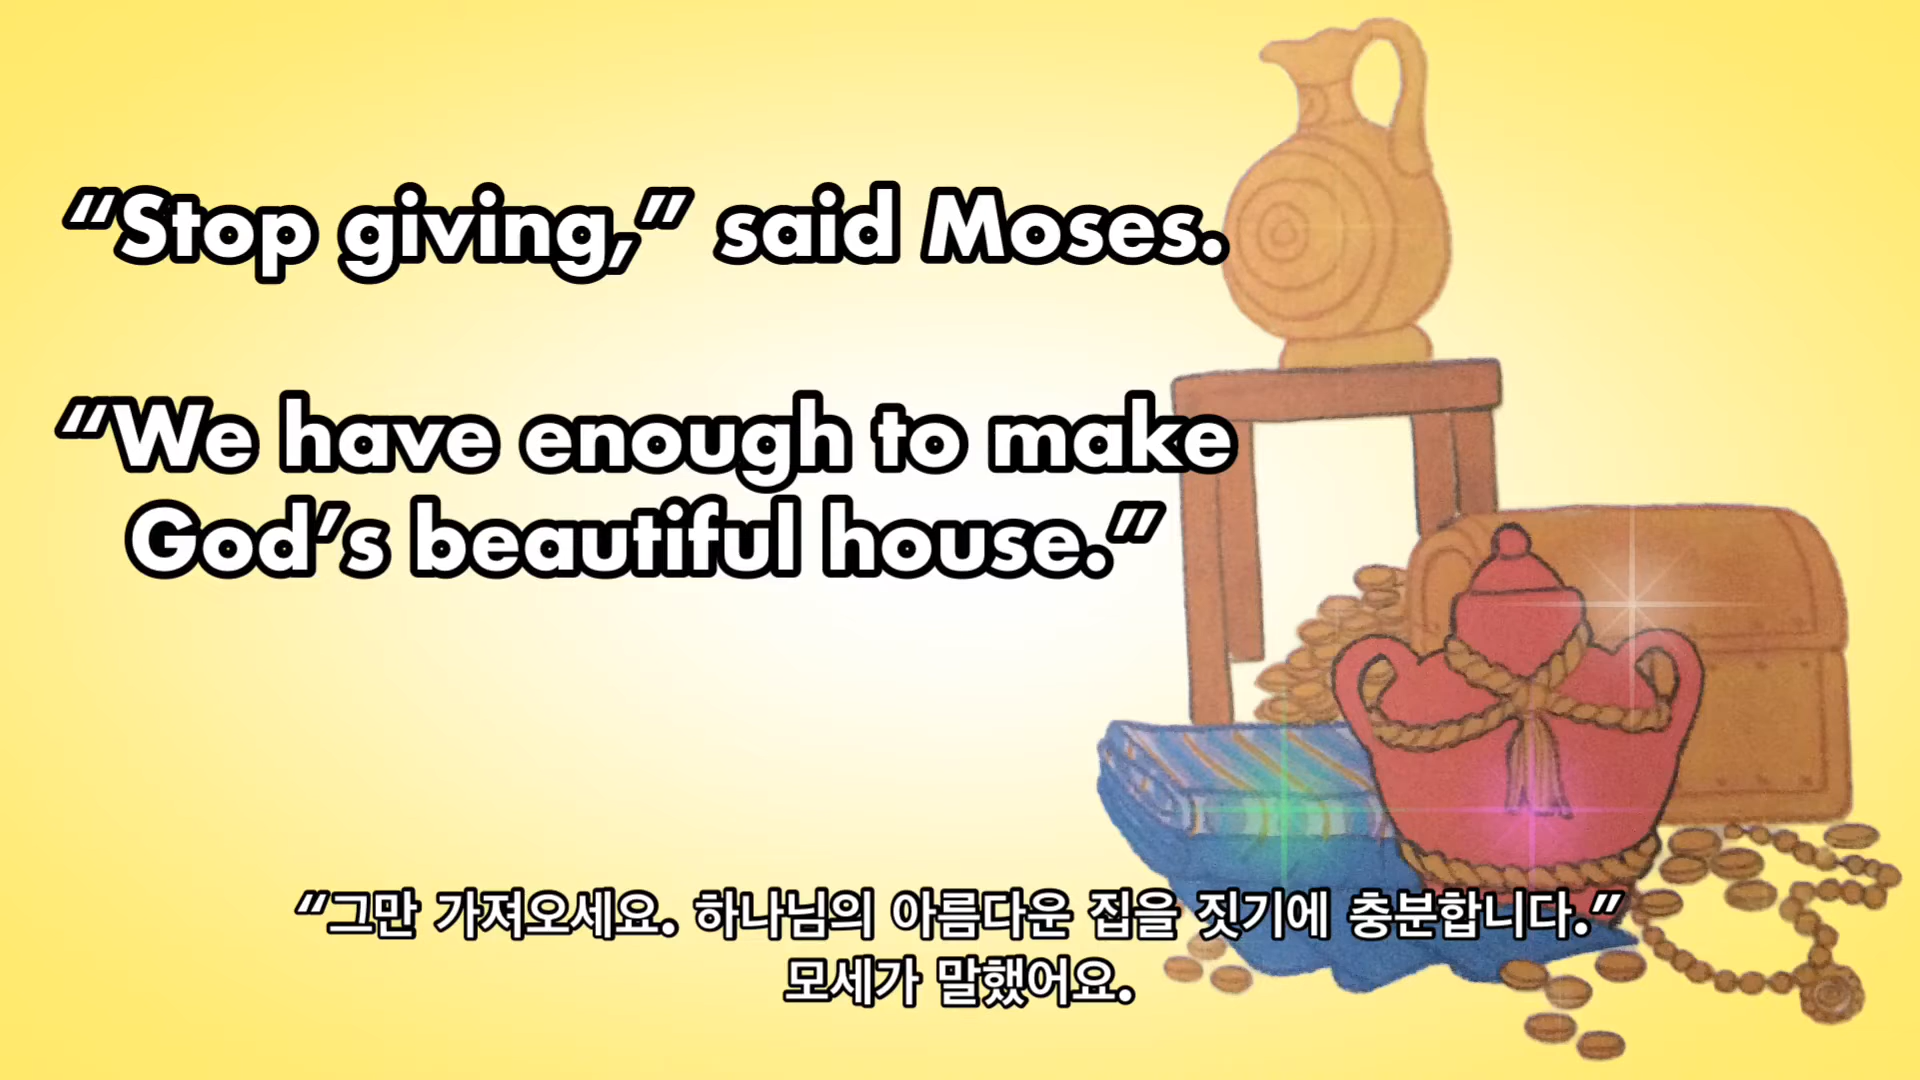 “Stop giving,” said Moses.
“We have enough to make
God’s beautiful house.”
“그만 가져오세요. 하나님의 아름다운 집을 짓기에 충분합니다.”
모세가 말했어요.